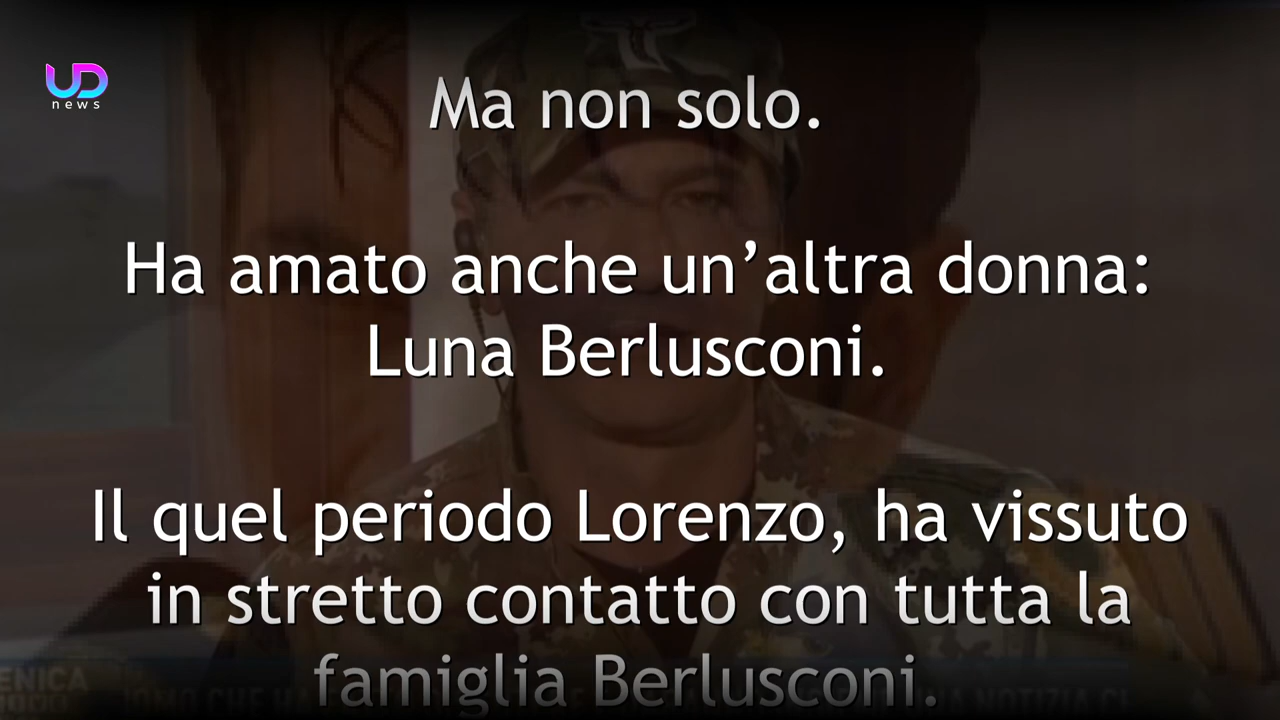 UD
news
Ma non solo.
Ha amato anche un’altra donna:
Luna Berlusconi.
Il quel periodo Lorenzo, ha vissuto
in stretto contatto con tutta la
famiglia Berlusconi.